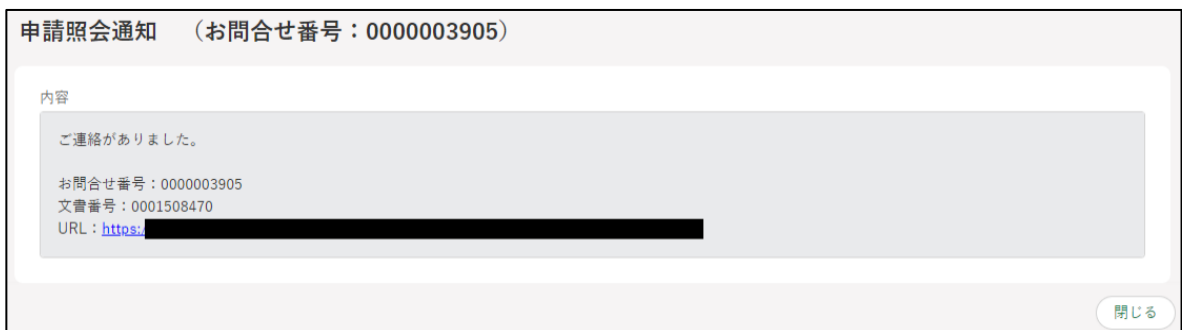 申請照会通知　（お問合せ番号：0000003905）
内容
ご連絡がありました。
お問合せ番号：0000003905
文書番号：0001508470
URL：https:/
閉じる